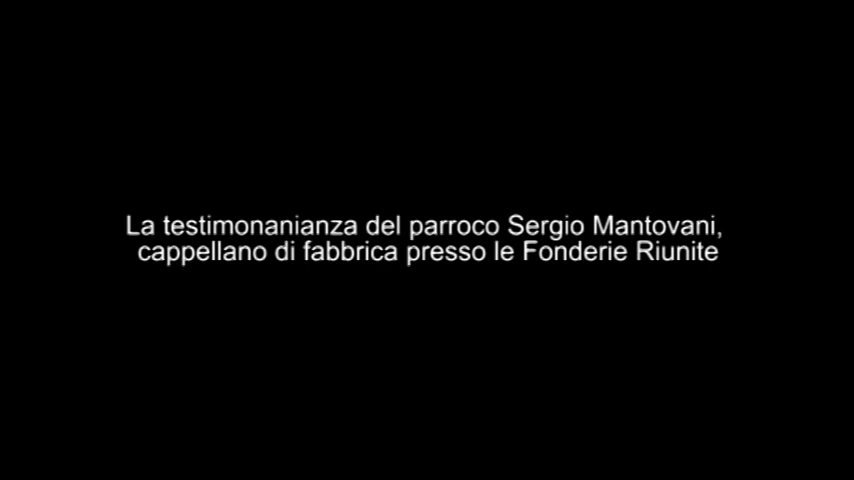 La testimonanianza del parroco Sergio Mantovani,
cappellano di fabbrica presso le Fonderie Riunite